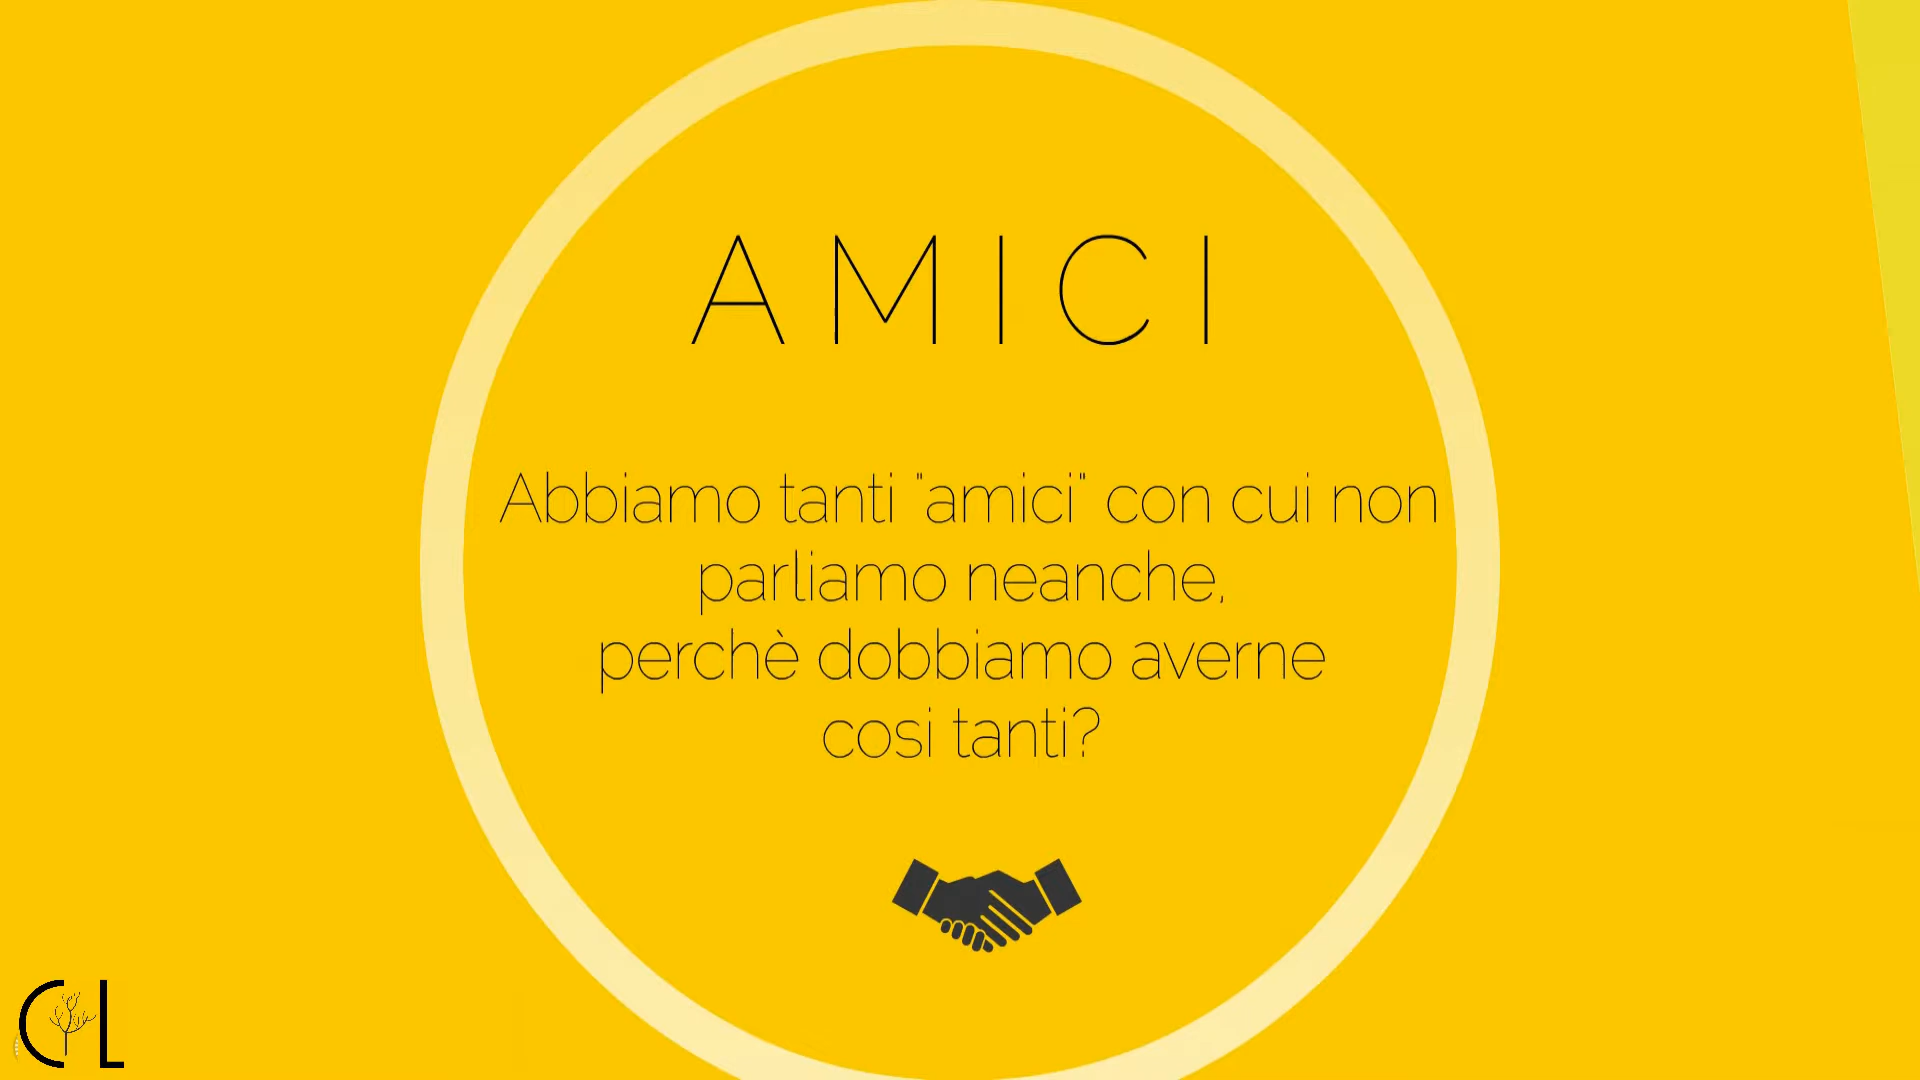 AMICI
Abbiamo tanti "amici" con cui non
parliamo neanche,
perchè dobbiamo averne
cosi tanti?
CL